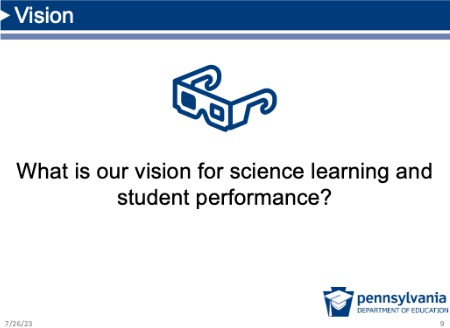 Vision
What is our vision for science learning and
student performance?
pennsylvania
DEPARTMENT OF EDUCATION
7/26/23
9